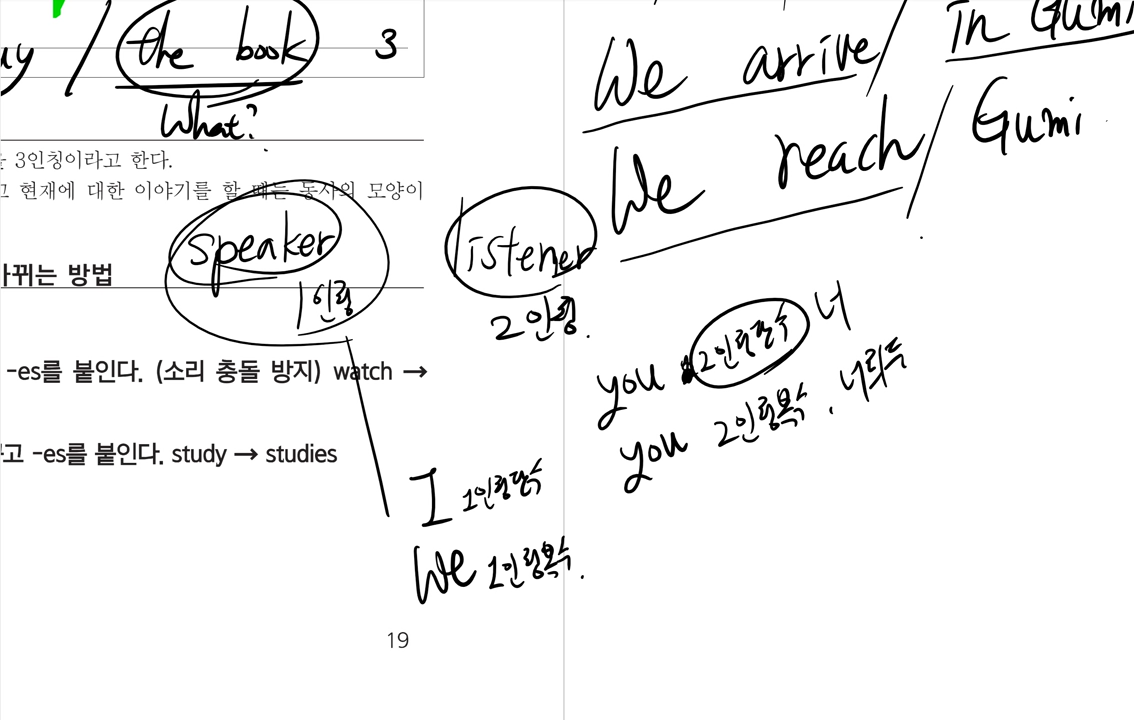 the book 3
What?
3인칭이라고 한다.
현재에 대한 이야기를 할 때는 동사의 모양이
speaker
1인칭
listener
2인칭.
바뀌는 방법
-es를 붙인다. (소리 충돌 방지) watch →
고 -es를 붙인다. study → studies
I 1인칭단수
We 1인칭복수.
19
We arrive / in Gumi
We reach / Gumi
you 2인칭단수 너
you 2인칭복수. 너희들